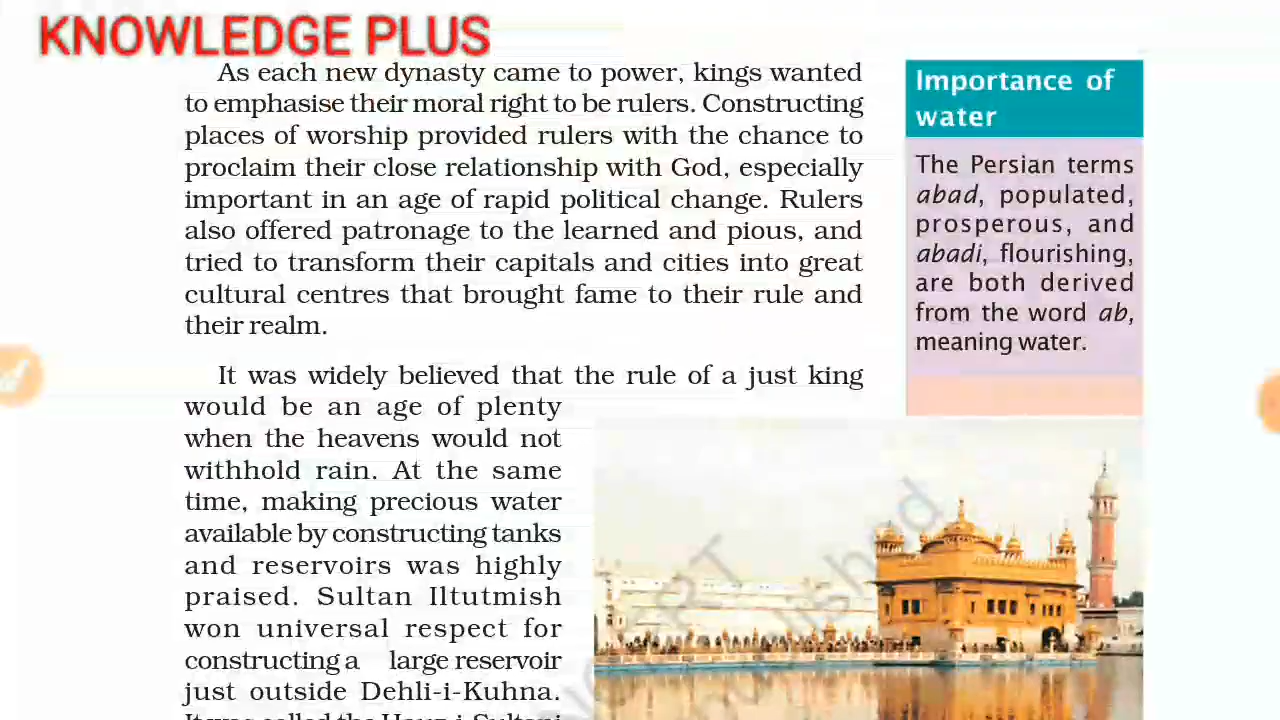 KNOWLEDGE PLUS
As each new dynasty came to power, kings wanted
to emphasise their moral right to be rulers. Constructing
places of worship provided rulers with the chance to
proclaim their close relationship with God, especially
important in an age of rapid political change. Rulers
also offered patronage to the learned and pious, and
tried to transform their capitals and cities into great
cultural centres that brought fame to their rule and
their realm.
It was widely believed that the rule of a just king
would be an age of plenty
when the heavens would not
withhold rain. At the same
time, making precious water
available by constructing tanks
and reservoirs was highly
praised. Sultan Iltutmish
won universal respect for
constructing a large reservoir
just outside Dehli-i-Kuhna.
It was called the Hauz-i-Sultani
Importance of
water
The Persian terms
abad, populated,
prosperous, and
abadi, flourishing,
are both derived
from the word ab,
meaning water.